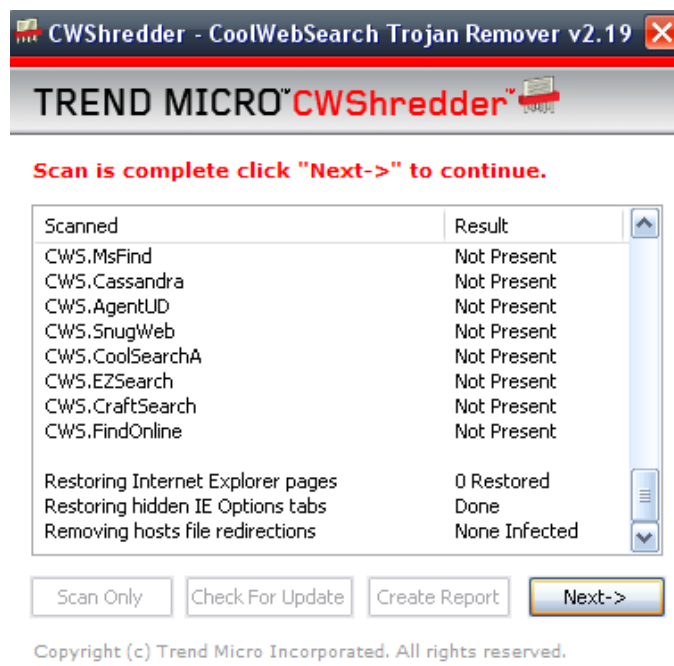 CWShredder - CoolWebSearch Trojan Remover v2.19
TREND MICRO™CWShredder™
Scan is complete click "Next->" to continue.
Scanned Result
CWS.MsFind Not Present
CWS.Cassandra Not Present
CWS.AgentUD Not Present
CWS.SnugWeb Not Present
CWS.CoolSearchA Not Present
CWS.EZSearch Not Present
CWS.CraftSearch Not Present
CWS.FindOnline Not Present
Restoring Internet Explorer pages 0 Restored
Restoring hidden IE Options tabs Done
Removing hosts file redirections None Infected
Scan Only Check For Update Create Report Next->
Copyright (c) Trend Micro Incorporated. All rights reserved.